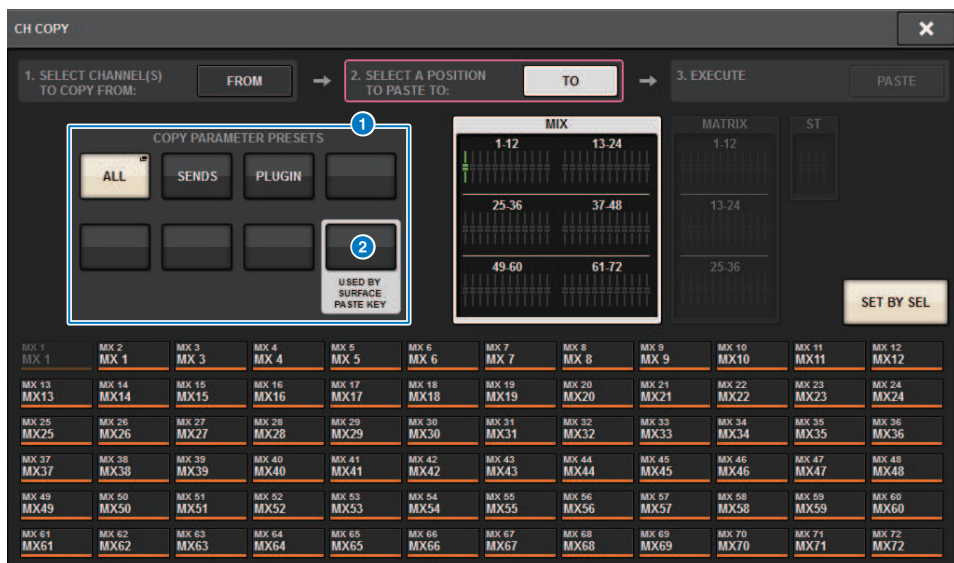 CH COPY
1. SELECT CHANNEL(S)
TO COPY FROM:
FROM
2. SELECT A POSITION
TO PASTE TO:
TO
3. EXECUTE
PASTE
1
COPY PARAMETER PRESETS
ALL
SENDS
PLUGIN
2
USED BY
SURFACE
PASTE KEY
MIX
1-12 13-24
25-36 37-48
49-60 61-72
MATRIX
1-12
13-24
25-36
ST
SET BY SEL
MX 1 MX 2 MX 3 MX 4 MX 5 MX 6 MX 7 MX 8 MX 9 MX 10 MX 11 MX 12
MX 1 MX 1 MX 3 MX 4 MX 5 MX 6 MX 7 MX 8 MX 9 MX10 MX11 MX12
MX 13 MX 14 MX 15 MX 16 MX 17 MX 18 MX 19 MX 20 MX 21 MX 22 MX 23 MX 24
MX13 MX14 MX15 MX16 MX17 MX18 MX19 MX20 MX21 MX22 MX23 MX24
MX 25 MX 26 MX 27 MX 28 MX 29 MX 30 MX 31 MX 32 MX 33 MX 34 MX 35 MX 36
MX25 MX26 MX27 MX28 MX29 MX30 MX31 MX32 MX33 MX34 MX35 MX36
MX 37 MX 38 MX 39 MX 40 MX 41 MX 42 MX 43 MX 44 MX 45 MX 46 MX 47 MX 48
MX37 MX38 MX39 MX40 MX41 MX42 MX43 MX44 MX45 MX46 MX47 MX48
MX 49 MX 50 MX 51 MX 52 MX 53 MX 54 MX 55 MX 56 MX 57 MX 58 MX 59 MX 60
MX49 MX50 MX51 MX52 MX53 MX54 MX55 MX56 MX57 MX58 MX59 MX60
MX 61 MX 62 MX 63 MX 64 MX 65 MX 66 MX 67 MX 68 MX 69 MX 70 MX 71 MX 72
MX61 MX62 MX63 MX64 MX65 MX66 MX67 MX68 MX69 MX70 MX71 MX72